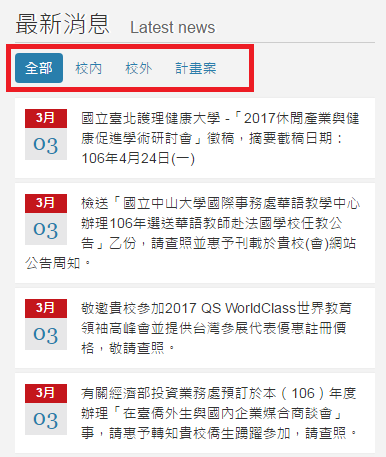 最新消息 Latest news
全部 校內 校外 計畫案
3月
03
國立臺北護理健康大學 -「2017休閒產業與健
康促進學術研討會」徵稿，摘要截稿日期：
106年4月24日(一)
3月
03
檢送「國立中山大學國際事務處華語教學中心
辦理106年選送華語教師赴法國學校任教公
告」乙份，請查照並惠予刊載於貴校(會)網站
公告周知。
3月
03
敬邀貴校參加2017 QS WorldClass世界教育
領袖高峰會並提供台灣參展代表優惠註冊價
格，敬請查照。
3月
03
有關經濟部投資業務處預訂於本（106）年度
辦理「在臺僑外生與國內企業媒合商談會」
事，請惠予轉知貴校僑生踴躍參加，請查照。